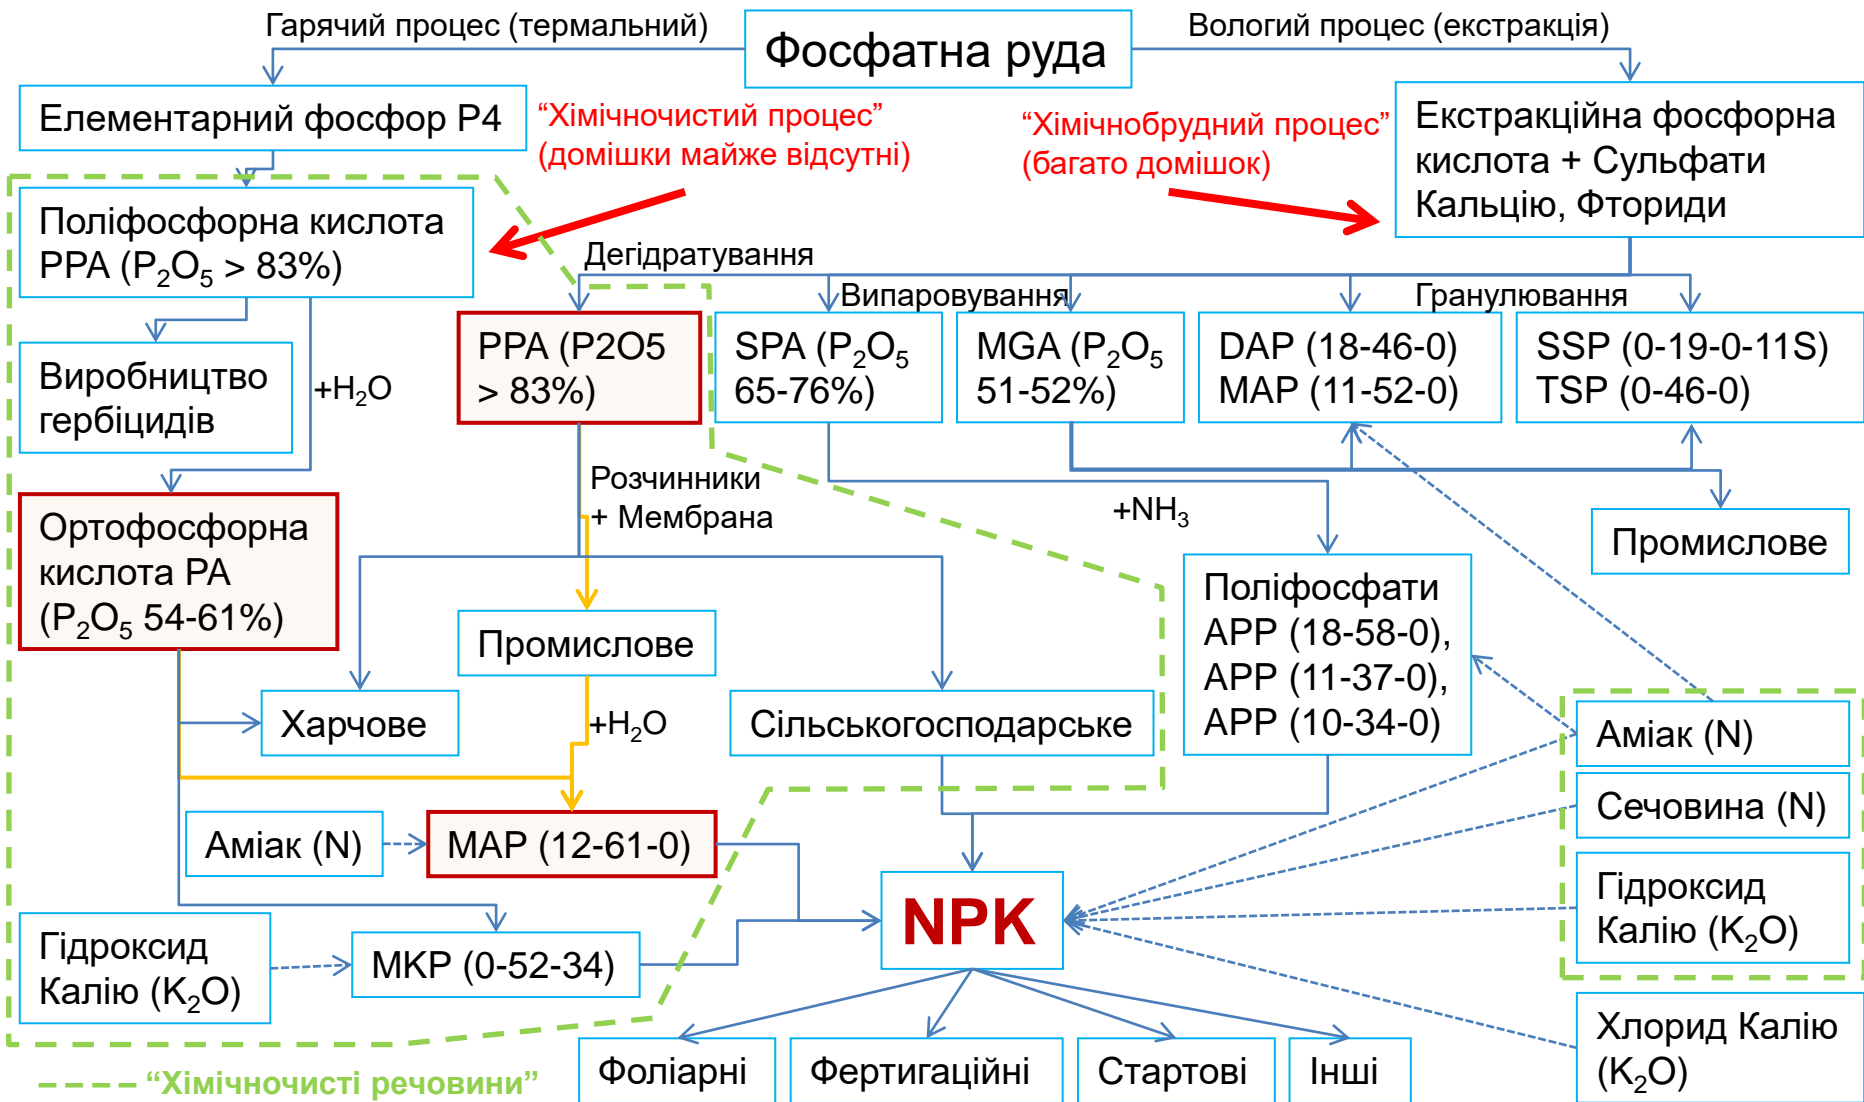 Гарячий процес (термальний)
Фосфатна руда
Вологий процес (екстракція)
Елементарний фосфор P4
“Хімічночистий процес”
(домішки майже відсутні)
“Хімічнобрудний процес”
(багато домішок)
Екстракційна фосфорна
кислота + Сульфати
Кальцію, Фториди
Поліфосфорна кислота
PPA (P₂O₅ > 83%)
Дегідратування
Випаровування
Гранулювання
Виробництво
гербіцидів
+H₂O
PPA (P2O5
> 83%)
SPA (P₂O₅
65-76%)
MGA (P₂O₅
51-52%)
DAP (18-46-0)
MAP (11-52-0)
SSP (0-19-0-11S)
TSP (0-46-0)
Розчинники
+ Мембрана
+NH₃
Ортофосфорна
кислота PA
(P₂O₅ 54-61%)
Промислове
Поліфосфати
APP (18-58-0),
APP (11-37-0),
APP (10-34-0)
Промислове
Харчове
+H₂O
Сільськогосподарське
Аміак (N)
Сечовина (N)
Гідроксид
Калію (K₂O)
Хлорид Калію
(K₂O)
Аміак (N)
MAP (12-61-0)
Гідроксид
Калію (K₂O)
MKP (0-52-34)
NPK
Фоліарні
Фертигаційні
Стартові
Інші
“Хімічночисті речовини”